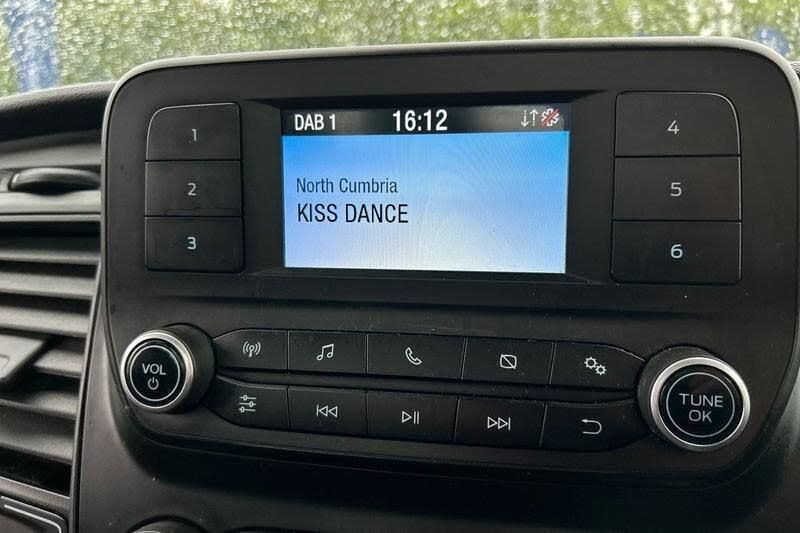 DAB 1 16:12
North Cumbria
KISS DANCE
1
2
3
4
5
6
VOL
TUNE
OK